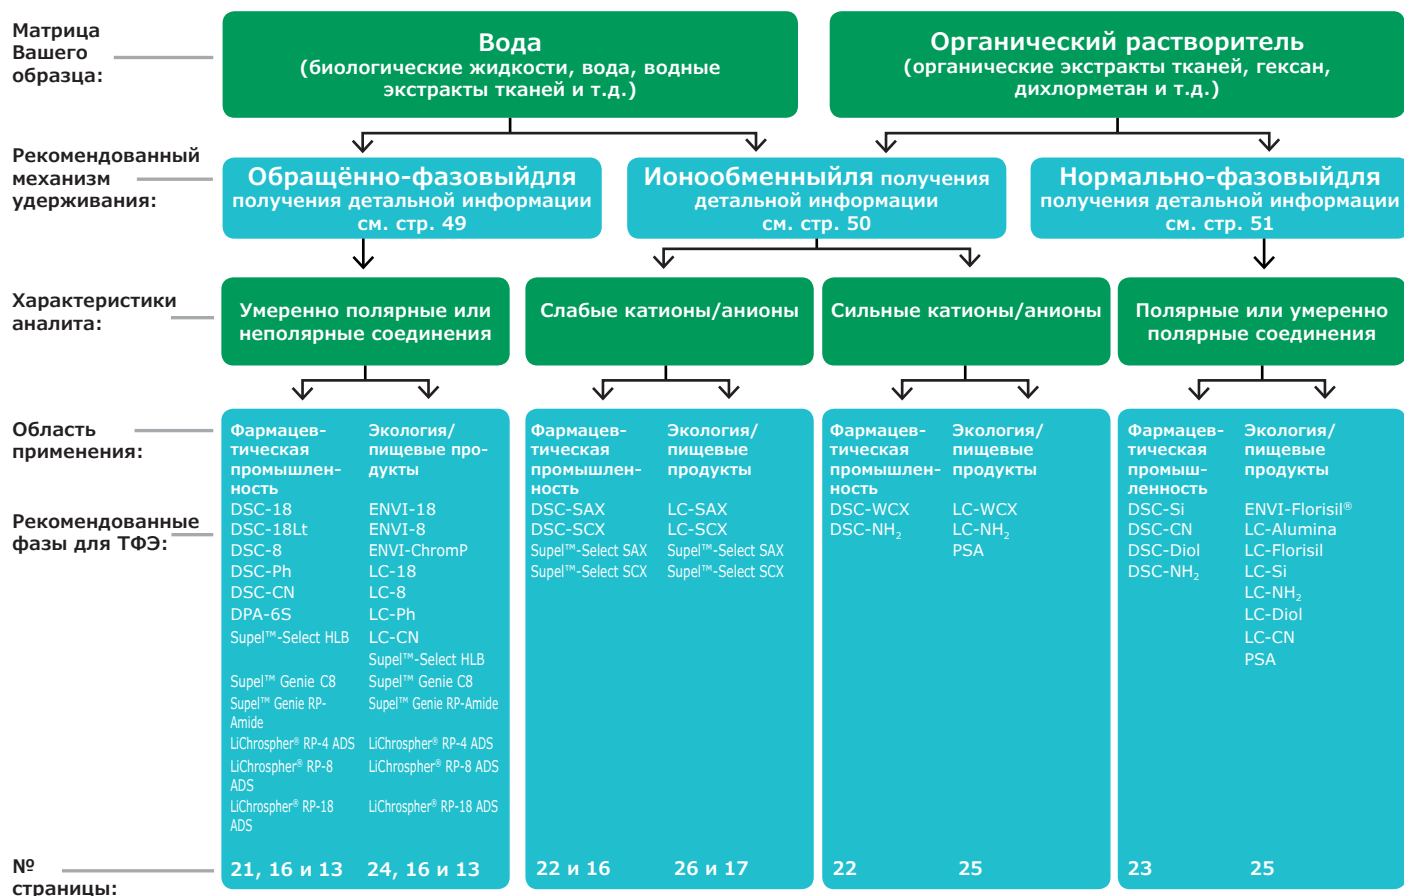 Матрица
Вашего
образца:
Вода
(биологические жидкости, вода, водные
экстракты тканей и т.д.)
Органический растворитель
(органические экстракты тканей, гексан,
дихлорметан и т.д.)
Рекомендованный
механизм
удерживания:
Обращённо-фазовыйдля
получения детальной информации
см. стр. 49
Ионообменныйля получения
детальной информации
см. стр. 50
Нормально-фазовыйдля
получения детальной информации
см. стр. 51
Характеристики
аналита:
Умеренно полярные или
неполярные соединения
Слабые катионы/анионы
Сильные катионы/анионы
Полярные или умеренно
полярные соединения
Область
применения:
Рекомендованные
фазы для ТФЭ:
Фармацев-
тическая
промышлен-
ность
DSC-18
DSC-18Lt
DSC-8
DSC-Ph
DSC-CN
DPA-6S
Supel™-Select HLB
Supel™ Genie C8
Supel™ Genie RP-
Amide
LiChrospher® RP-4 ADS
LiChrospher® RP-8
ADS
LiChrospher® RP-18
ADS
Экология/
пищевые про-
дукты
ENVI-18
ENVI-8
ENVI-ChromP
LC-18
LC-8
LC-Ph
LC-CN
Supel™-Select HLB
Supel™ Genie C8
Supel™ Genie RP-Amide
LiChrospher® RP-4 ADS
LiChrospher® RP-8 ADS
LiChrospher® RP-18 ADS
Фармацев-
тическая
промышлен-
ность
DSC-SAX
DSC-SCX
Supel™-Select SAX
Supel™-Select SCX
Экология/
пищевые
продукты
LC-SAX
LC-SCX
Supel™-Select SAX
Supel™-Select SCX
Фармацев-
тическая
промышлен-
ность
DSC-WCX
DSC-NH₂
Экология/
пищевые
продукты
LC-WCX
LC-NH₂
PSA
Фармацев-
тическая
промыш-
ленность
DSC-Si
DSC-CN
DSC-Diol
DSC-NH₂
Экология/
пищевые
продукты
ENVI-Florisil®
LC-Alumina
LC-Florisil
LC-Si
LC-NH₂
LC-Diol
LC-CN
PSA
№
страницы:
21, 16 и 13
24, 16 и 13
22 и 16
26 и 17
22
25
23
25